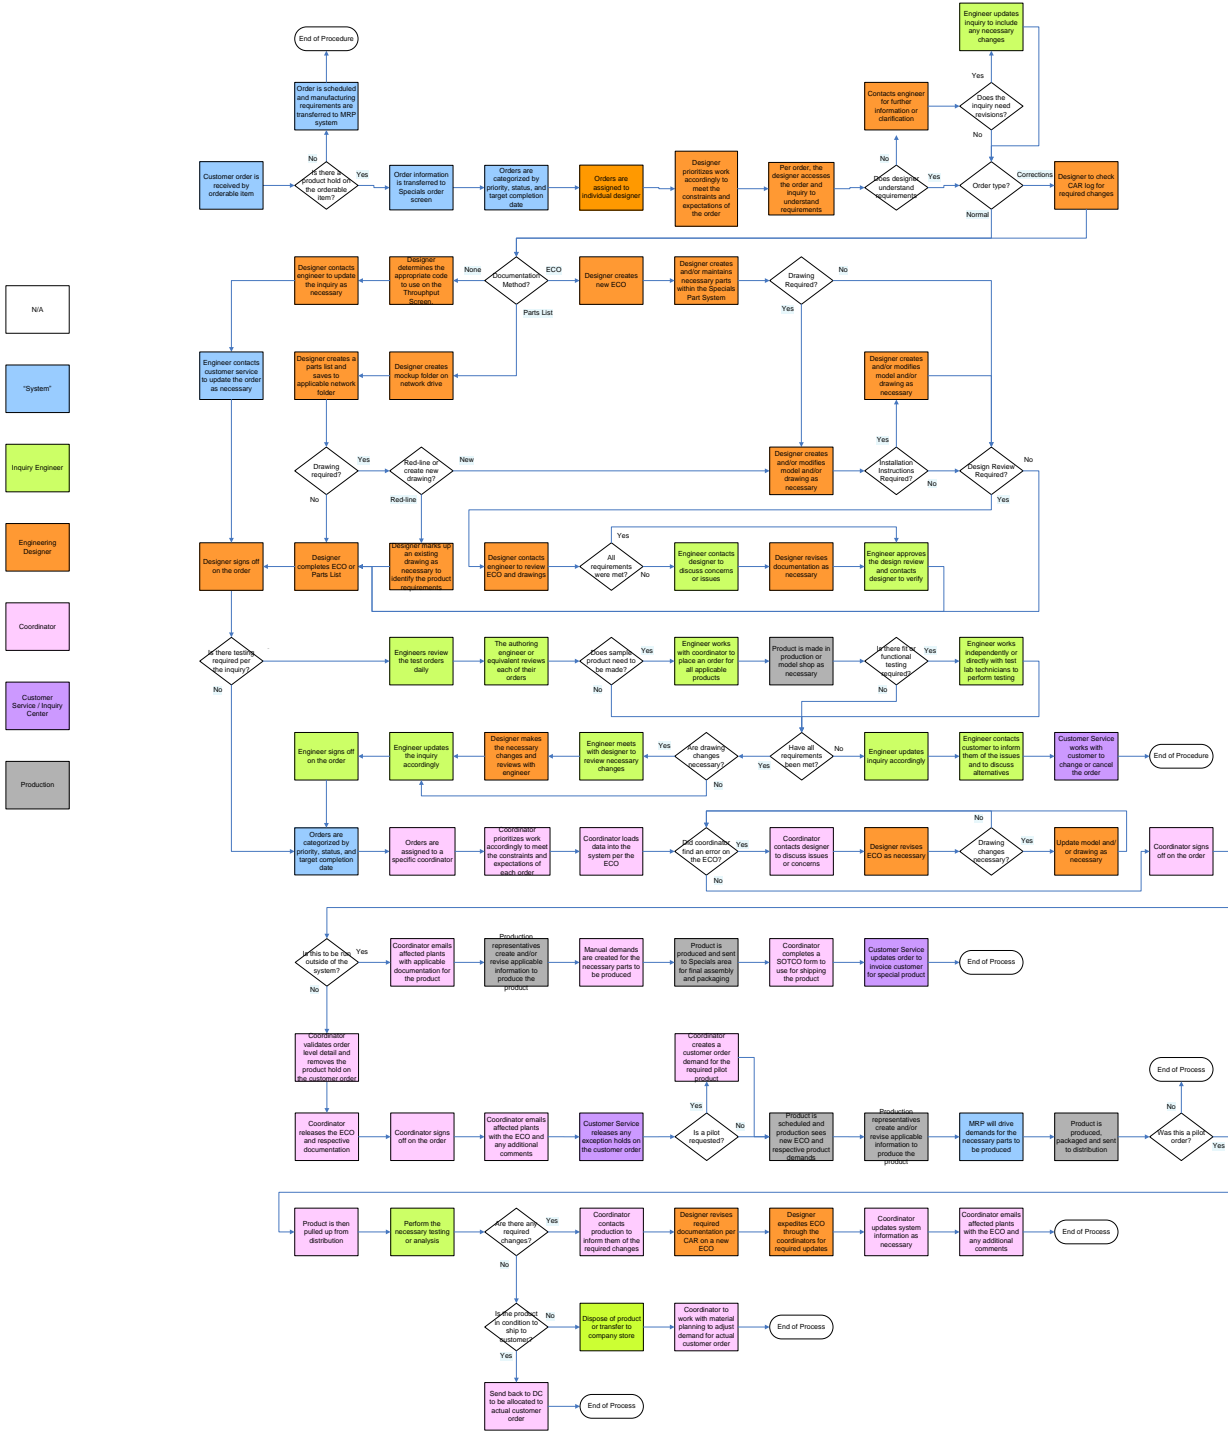 Engineer updates
inquiry to include
any necessary
changes
End of Procedure
Yes
Order is scheduled
and manufacturing
requirements are
transferred to MRP
system
Contacts engineer
for further
information or
clarification
Does the
inquiry need
revisions?
No
No
No
Customer order is
received by
orderable item
Is there a
product hold on
the orderable
item?
Yes
Order information
is transferred to
Specials order
screen
Orders are
categorized by
priority, status, and
target completion
date
Orders are
assigned to
individual designer
Designer
prioritizes work
accordingly to
meet the
constraints and
expectations of
the order
Per order, the
designer accesses
the order and
inquiry to
understand
requirements
Does designer
understand
requirements
Yes
Order type?
Corrections
Designer to check
CAR log for
required changes
Normal
Designer contacts
engineer to update
the inquiry as
necessary
Designer
determines the
appropriate code
to use on the
Throughput
Screen.
None
Documentation
Method?
ECO
Designer creates
new ECO
Designer creates
and/or maintains
necessary parts
within the Specials
Part System
Drawing
Required?
No
Yes
Parts List
N/A
Engineer contacts
customer service
to update the order
as necessary
Designer creates a
parts list and
saves to
applicable network
folder
Designer creates
mockup folder on
network drive
Designer creates
and/or modifies
model and/or
drawing as
necessary
"System"
Yes
Inquiry Engineer
Drawing
required?
Yes
Red-line or
create new
drawing?
New
Designer creates
and/or modifies
model and/or
drawing as
necessary
Installation
Instructions
Required?
No
Design Review
Required?
No
No
Red-line
Yes
Engineering
Designer
Yes
Designer signs off
on the order
Designer
completes ECO or
Parts List
Designer marks up
an existing
drawing as
necessary to
identify the product
requirements
Designer contacts
engineer to review
ECO and drawings
All
requirements
were met?
No
Engineer contacts
designer to
discuss concerns
or issues
Designer revises
documentation as
necessary
Engineer approves
the design review
and contacts
designer to verify
Coordinator
Is there testing
required per
the inquiry?
Engineers review
the test orders
daily
The authoring
engineer or
equivalent reviews
each of their
orders
Does sample
product need to
be made?
Yes
Engineer works
with coordinator to
place an order for
all applicable
products
Product is made in
production or
model shop as
necessary
Is there fit or
functional
testing
required?
Yes
Engineer works
independently or
directly with test
lab technicians to
perform testing
No
No
No
Customer
Service / Inquiry
Center
Engineer signs off
on the order
Engineer updates
the inquiry
accordingly
Designer makes
the necessary
changes and
reviews with
engineer
Engineer meets
with designer to
review necessary
changes
Yes
Are drawing
changes
necessary?
Yes
Have all
requirements
been met?
No
Engineer updates
inquiry accordingly
Engineer contacts
customer to inform
them of the issues
and to discuss
alternatives
Customer Service
works with
customer to
change or cancel
the order
End of Procedure
No
Production
No
Orders are
categorized by
priority, status, and
target completion
date
Orders are
assigned to a
specific coordinator
Coordinator
prioritizes work
accordingly to meet
the constraints and
expectations of
each order
Coordinator loads
data into the
system per the
ECO
Did coordinator
find an error on
the ECO?
Yes
Coordinator
contacts designer
to discuss issues
or concerns
Designer revises
ECO as necessary
Drawing
changes
necessary?
Yes
Update model and/
or drawing as
necessary
Coordinator signs
off on the order
No
Is this to be run
outside of the
system?
Yes
Coordinator emails
affected plants
with applicable
documentation for
the product
Production
representatives
create and/or
revise applicable
information to
produce the
product
Manual demands
are created for the
necessary parts to
be produced
Product is
produced and sent
to Specials area
for final assembly
and packaging
Coordinator
completes a
SOTCO form to
use for shipping
the product
Customer Service
updates order to
invoice customer
for special product
End of Process
No
Coordinator
validates order
level detail and
removes the
product hold on
the customer order
Coordinator
creates a
customer order
demand for the
required pilot
product
End of Process
Yes
No
Coordinator
releases the ECO
and respective
documentation
Coordinator signs
off on the order
Coordinator emails
affected plants
with the ECO and
any additional
comments
Customer Service
releases any
exception holds on
the customer order
Is a pilot
requested?
No
Product is
scheduled and
production sees
new ECO and
respective product
demands
Production
representatives
create and/or
revise applicable
information to
produce the
product
MRP will drive
demands for the
necessary parts to
be produced
Product is
produced,
packaged and sent
to distribution
Was this a pilot
order?
Yes
Product is then
pulled up from
distribution
Perform the
necessary testing
or analysis
Are there any
required
changes?
Yes
Coordinator
contacts
production to
inform them of the
required changes
Designer revises
required
documentation per
CAR on a new
ECO
Designer
expedites ECO
through the
coordinators for
required updates
Coordinator
updates system
information as
necessary
Coordinator emails
affected plants
with the ECO and
any additional
comments
End of Process
No
Is the product
in condition to
ship to
customer?
No
Dispose of product
or transfer to
company store
Coordinator to
work with material
planning to adjust
demand for actual
customer order
End of Process
Yes
Send back to DC
to be allocated to
actual customer
order
End of Process